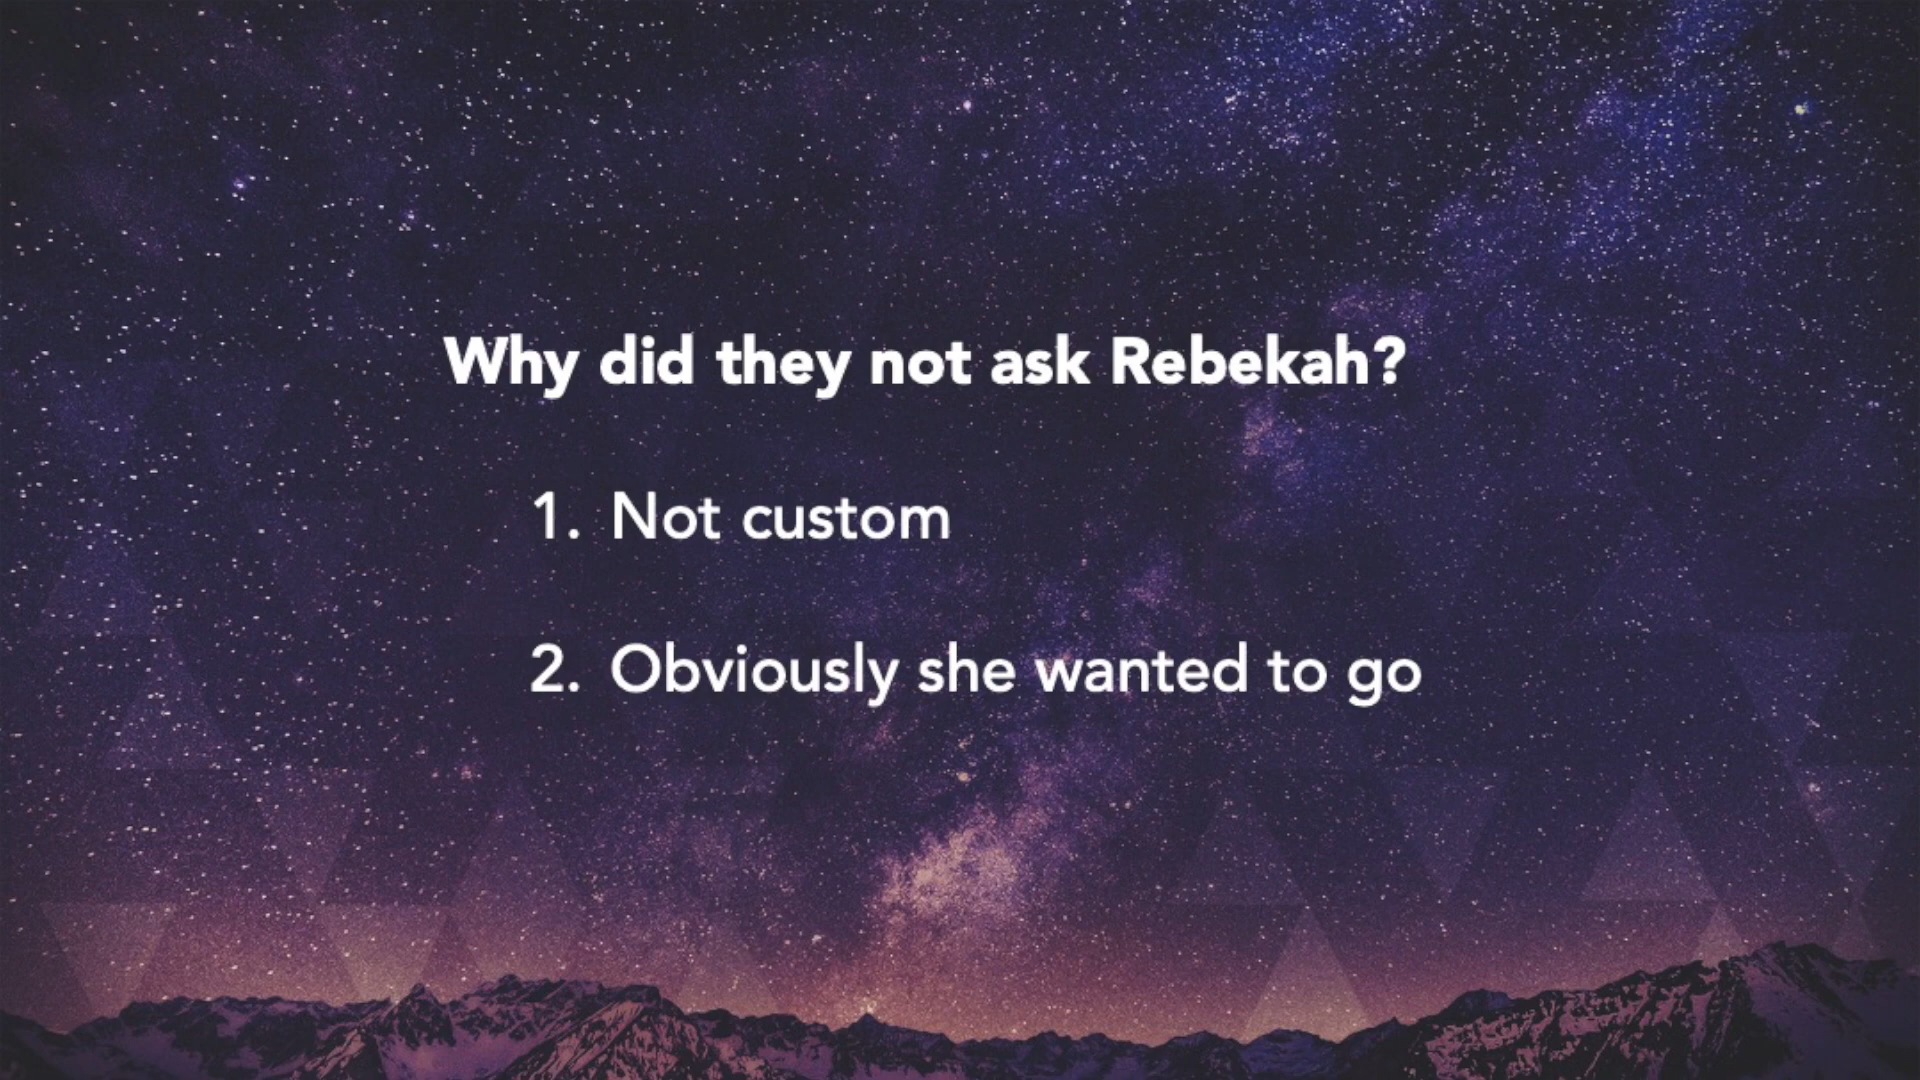 Why did they not ask Rebekah?
1. Not custom
2. Obviously she wanted to go